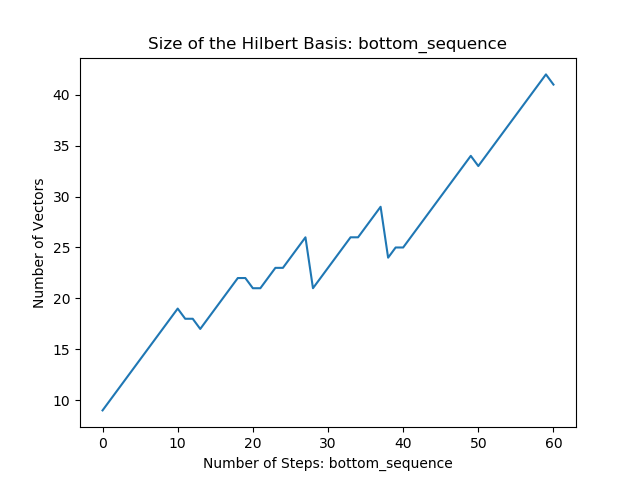 Size of the Hilbert Basis: bottom_sequence
Number of Vectors
40
35
30
25
20
15
10
0 10 20 30 40 50 60
Number of Steps: bottom_sequence